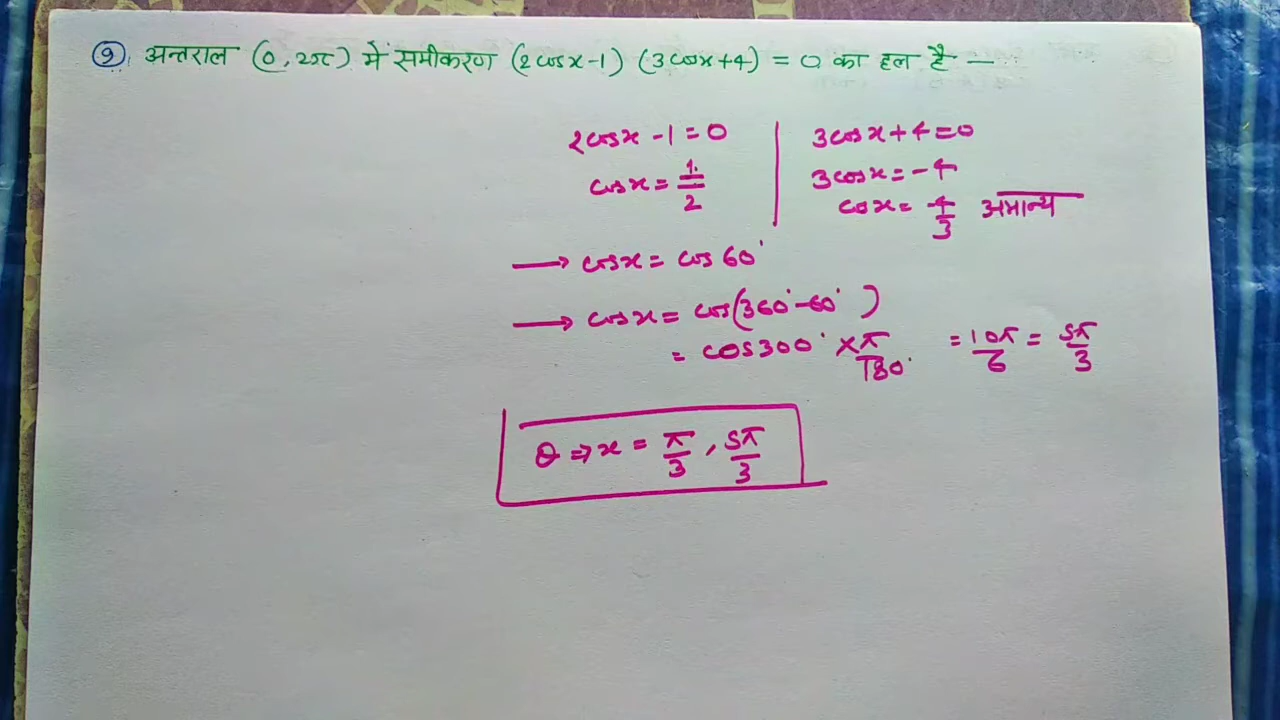 (9) अन्तराल (0, 2π) में समीकरण (2cosx-1) (3cosx+4) = 0 का हल है —
2cosx -1 = 0 | 3cosx + 4 = 0
cosx = 1/2 | 3cosx = -4
cox = -4/3 अमान्य
→ cosx = cos 60°
→ cosx = cos(360°-60°)
= cos300° × π/180° = 10π/6 = 5π/3
θ ⇒ x = π/3 , 5π/3